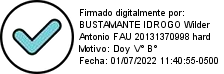 Firmado digitalmente por:
BUSTAMANTE IDROGO Wilder
Antonio FAU 20131370998 hard
Motivo: Doy V° B°
Fecha: 01/07/2022 11:40:55-0500